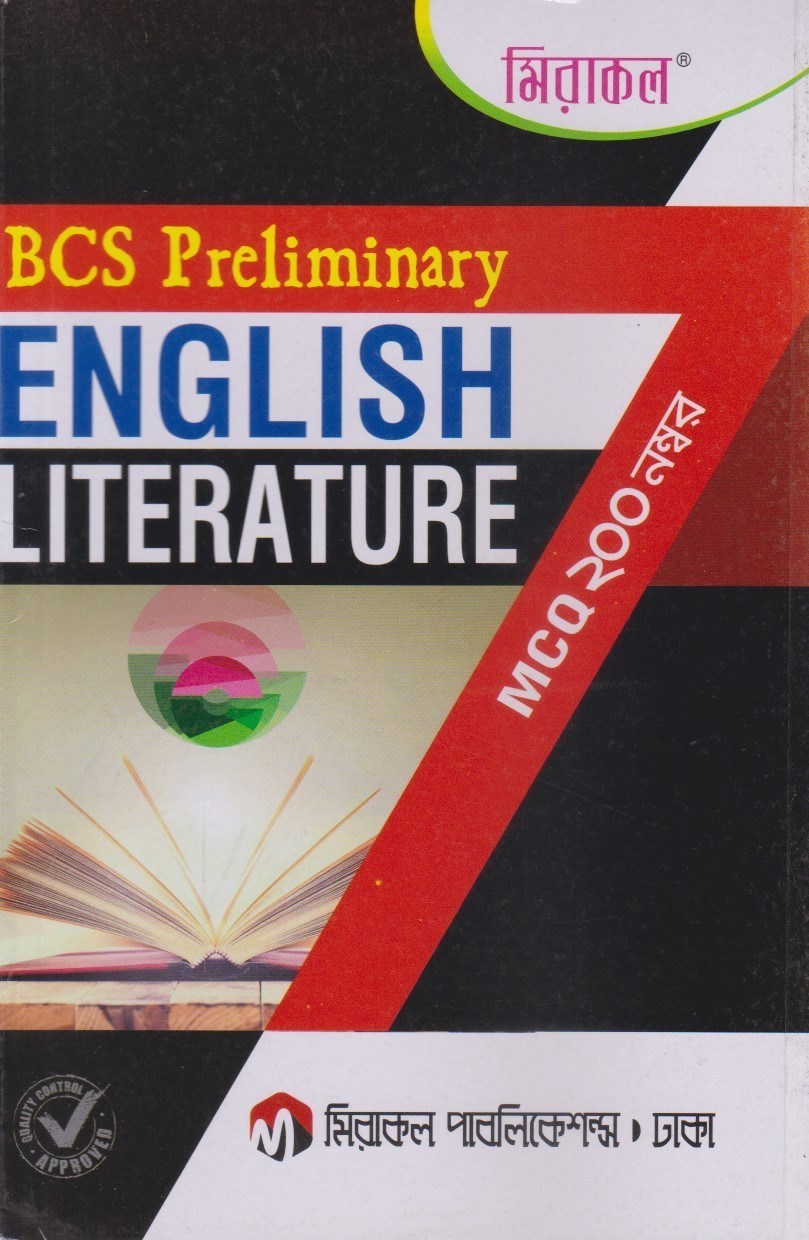 মিরাকল®
BCS Preliminary
ENGLISH
LITERATURE
MCQ ২০০ নম্বর
QUALITY CONTROL
APPROVED
মিরাকল পাবলিকেশন্স ◗ ঢাকা